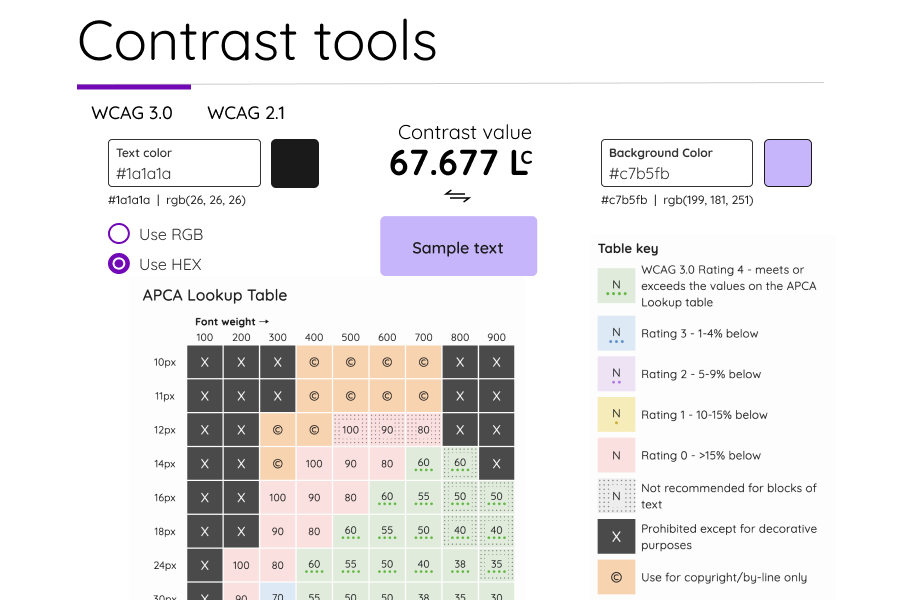 Contrast tools
WCAG 3.0 WCAG 2.1
Text color
#1a1a1a
#1a1a1a | rgb(26, 26, 26)
Use RGB
Use HEX
Contrast value
67.677 Lc
Sample text
Background Color
#c7b5fb
#c7b5fb | rgb(199, 181, 251)
APCA Lookup Table
Font weight →
100 200 300 400 500 600 700 800 900
10px X X X © © © © X X
11px X X X © © © © X X
12px X X © © 100 90 80 X X
14px X X © 100 90 80 60 60 X
16px X X 100 90 80 60 55 50 50
18px X X 90 80 60 55 50 40 40
24px X 100 80 60 55 50 40 38 35
30px X 90 70 55 50 50 38 35 30
Table key
N WCAG 3.0 Rating 4 - meets or
exceeds the values on the APCA
Lookup table
N Rating 3 - 1-4% below
N Rating 2 - 5-9% below
N Rating 1 - 10-15% below
N Rating 0 - >15% below
N Not recommended for blocks of
text
X Prohibited except for decorative
purposes
© Use for copyright/by-line only